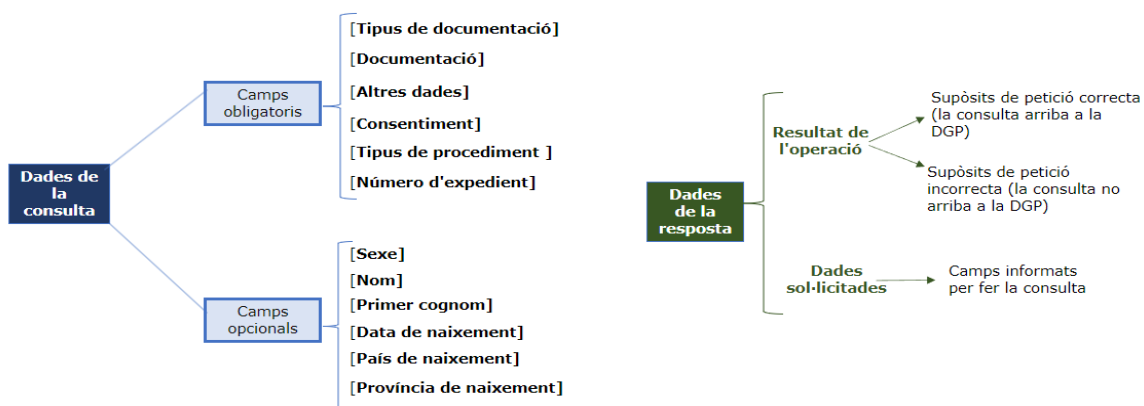 Dades de
la
consulta
Camps
obligatoris
[Tipus de documentació]
[Documentació]
[Altres dades]
[Consentiment]
[Tipus de procediment ]
[Número d'expedient]
Camps
opcionals
[Sexe]
[Nom]
[Primer cognom]
[Data de naixement]
[País de naixement]
[Província de naixement]
Dades
de la
resposta
Resultat de
l'operació
Supòsits de petició correcta
(la consulta arriba a la
DGP)
Supòsits de petició
incorrecta (la consulta no
arriba a la DGP)
Dades
sol·licitades
Camps informats
per fer la consulta